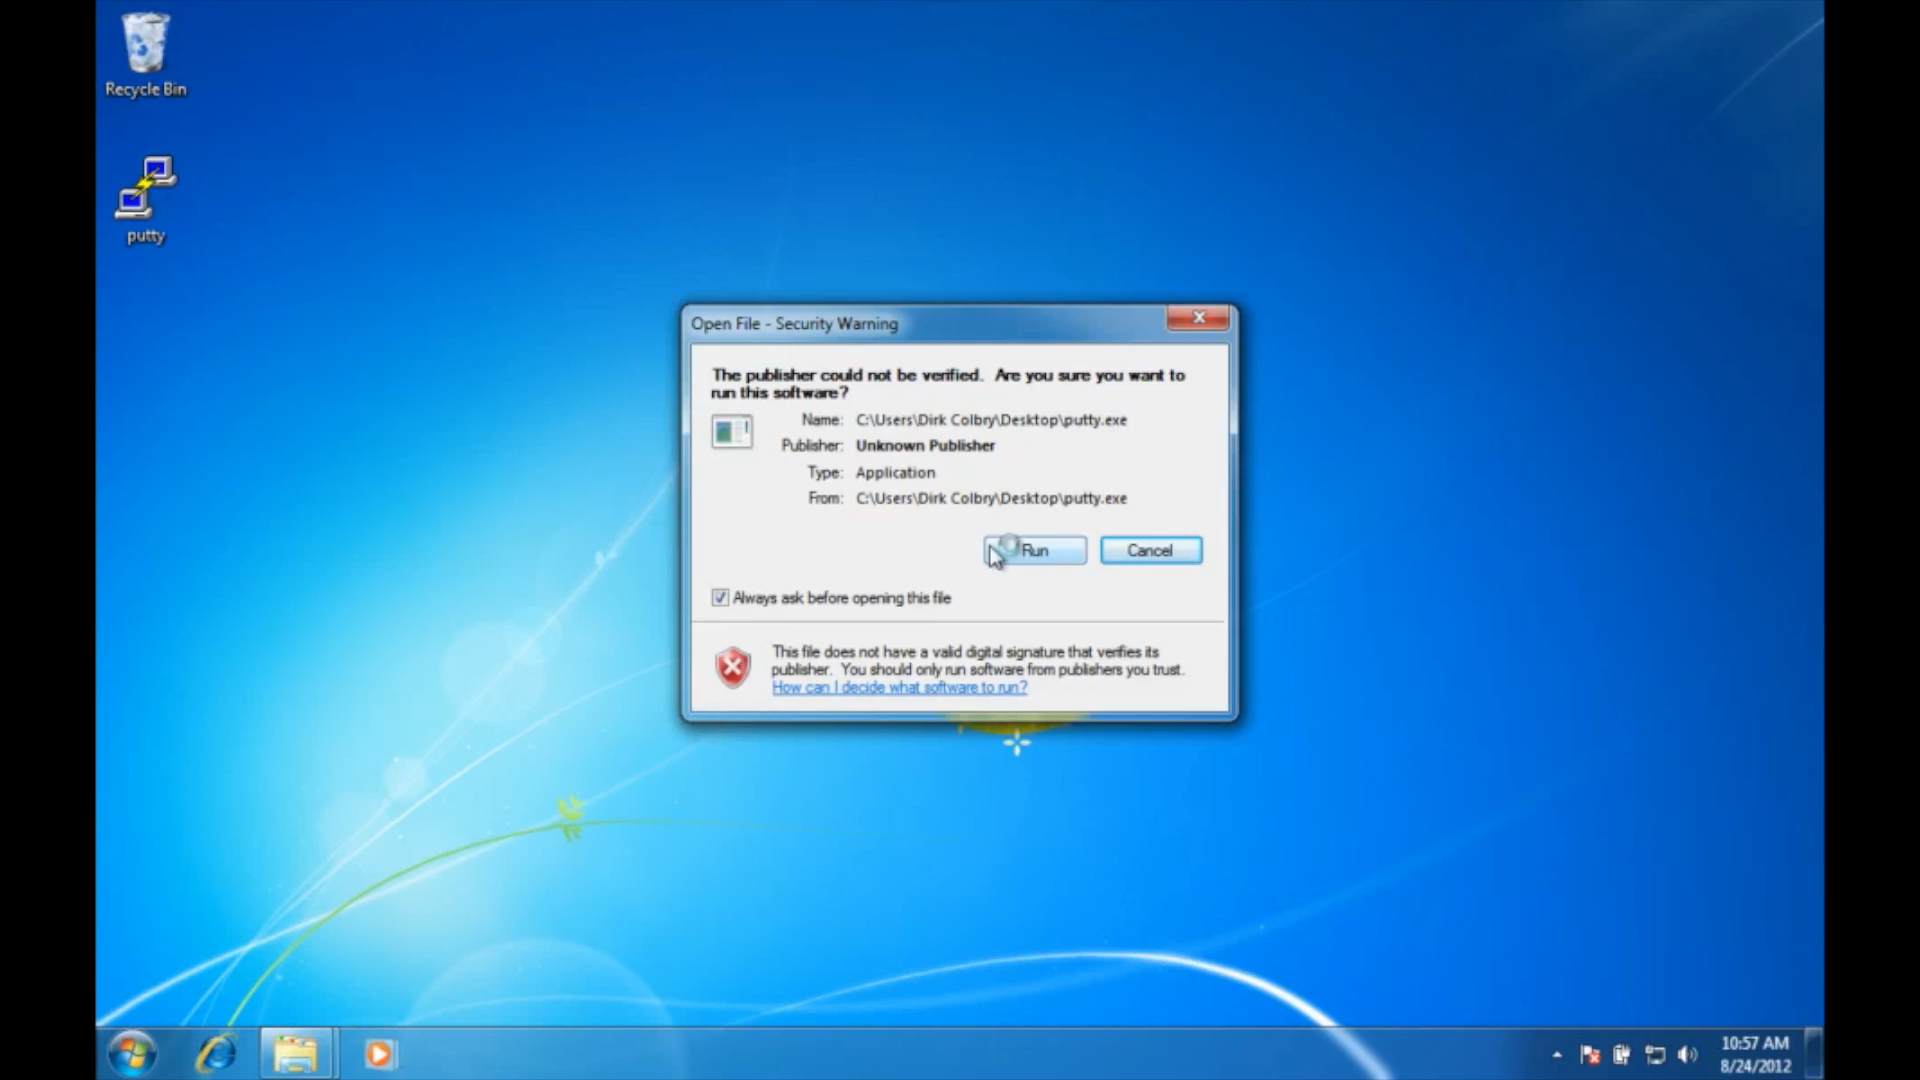 Recycle Bin
putty
Open File - Security Warning
The publisher could not be verified. Are you sure you want to
run this software?
Name: C:\Users\Dirk Colbry\Desktop\putty.exe
Publisher: Unknown Publisher
Type: Application
From: C:\Users\Dirk Colbry\Desktop\putty.exe
Run Cancel
Always ask before opening this file
This file does not have a valid digital signature that verifies its
publisher. You should only run software from publishers you trust.
How can I decide what software to run?
10:57 AM
8/24/2012